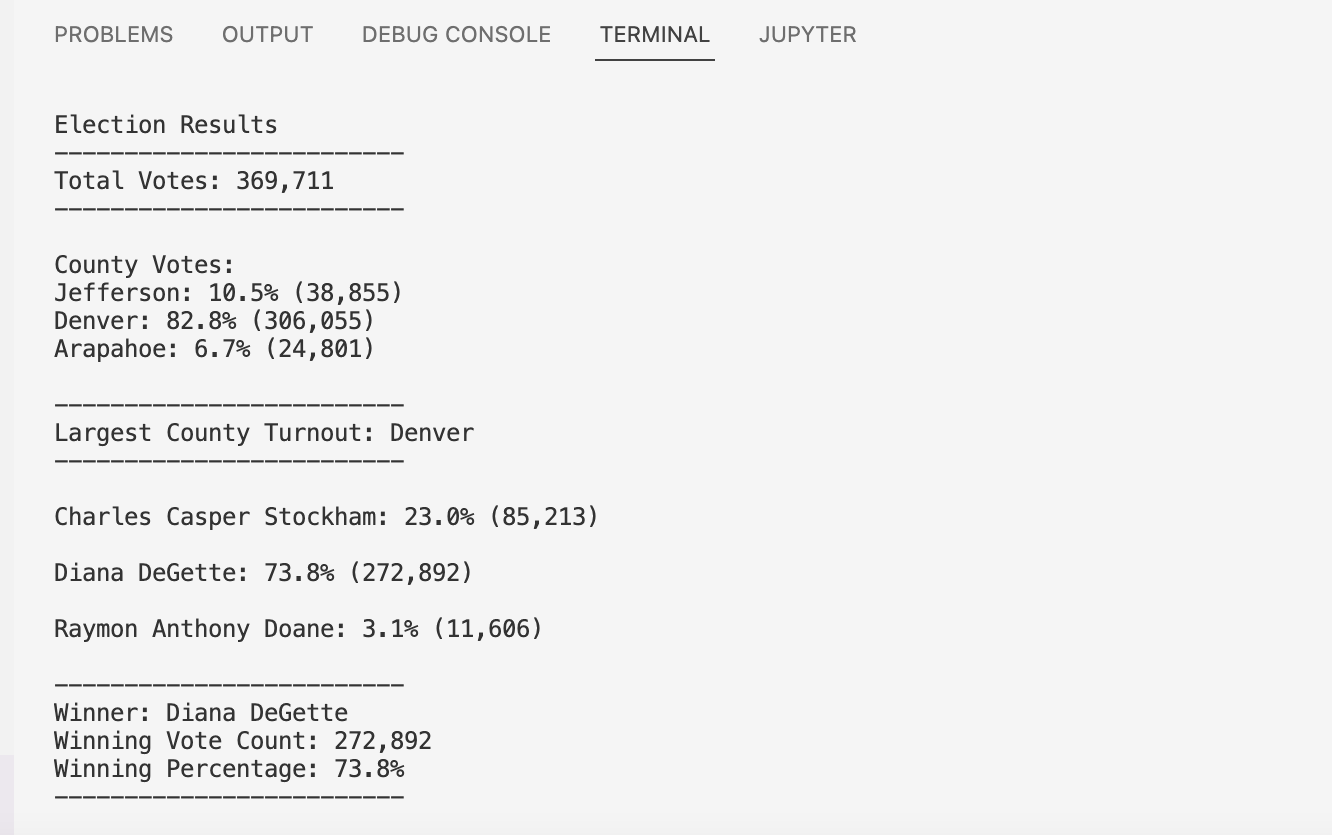 PROBLEMS OUTPUT DEBUG CONSOLE TERMINAL JUPYTER
Election Results
-------------------------
Total Votes: 369,711
-------------------------
County Votes:
Jefferson: 10.5% (38,855)
Denver: 82.8% (306,055)
Arapahoe: 6.7% (24,801)
-------------------------
Largest County Turnout: Denver
-------------------------
Charles Casper Stockham: 23.0% (85,213)
Diana DeGette: 73.8% (272,892)
Raymon Anthony Doane: 3.1% (11,606)
-------------------------
Winner: Diana DeGette
Winning Vote Count: 272,892
Winning Percentage: 73.8%
-------------------------